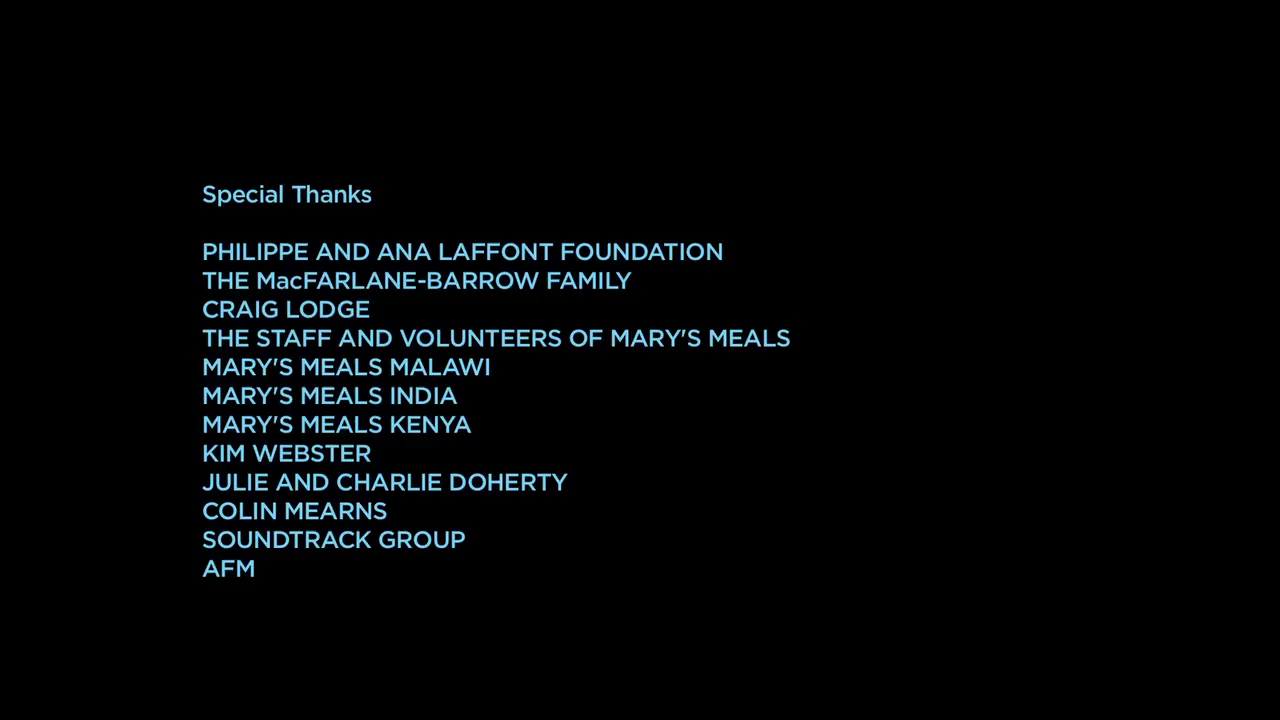 Special Thanks
PHILIPPE AND ANA LAFFONT FOUNDATION
THE MacFARLANE-BARROW FAMILY
CRAIG LODGE
THE STAFF AND VOLUNTEERS OF MARY'S MEALS
MARY'S MEALS MALAWI
MARY'S MEALS INDIA
MARY'S MEALS KENYA
KIM WEBSTER
JULIE AND CHARLIE DOHERTY
COLIN MEARNS
SOUNDTRACK GROUP
AFM